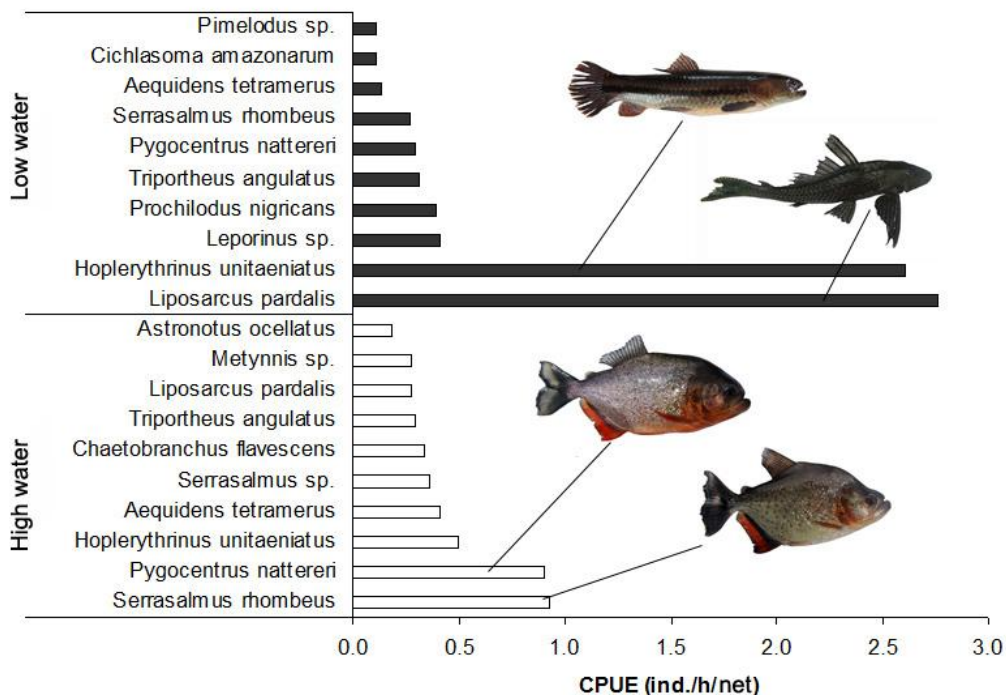 Low water
Pimelodus sp.
Cichlasoma amazonarum
Aequidens tetramerus
Serrasalmus rhombeus
Pygocentrus nattereri
Triportheus angulatus
Prochilodus nigricans
Leporinus sp.
Hoplerythrinus unitaeniatus
Liposarcus pardalis
High water
Astronotus ocellatus
Metynnis sp.
Liposarcus pardalis
Triportheus angulatus
Chaetobranchus flavescens
Serrasalmus sp.
Aequidens tetramerus
Hoplerythrinus unitaeniatus
Pygocentrus nattereri
Serrasalmus rhombeus
0.0 0.5 1.0 1.5 2.0 2.5 3.0
CPUE (ind./h/net)